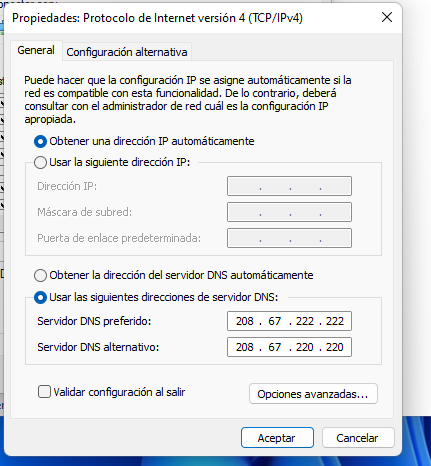 Propiedades: Protocolo de Internet versión 4 (TCP/IPv4)
General
Configuración alternativa
Puede hacer que la configuración IP se asigne automáticamente si la
red es compatible con esta funcionalidad. De lo contrario, deberá
consultar con el administrador de red cuál es la configuración IP
apropiada.
Obtener una dirección IP automáticamente
Usar la siguiente dirección IP:
Dirección IP:
Máscara de subred:
Puerta de enlace predeterminada:
Obtener la dirección del servidor DNS automáticamente
Usar las siguientes direcciones de servidor DNS:
Servidor DNS preferido: 208 . 67 . 222 . 222
Servidor DNS alternativo: 208 . 67 . 220 . 220
Validar configuración al salir
Opciones avanzadas...
Aceptar
Cancelar